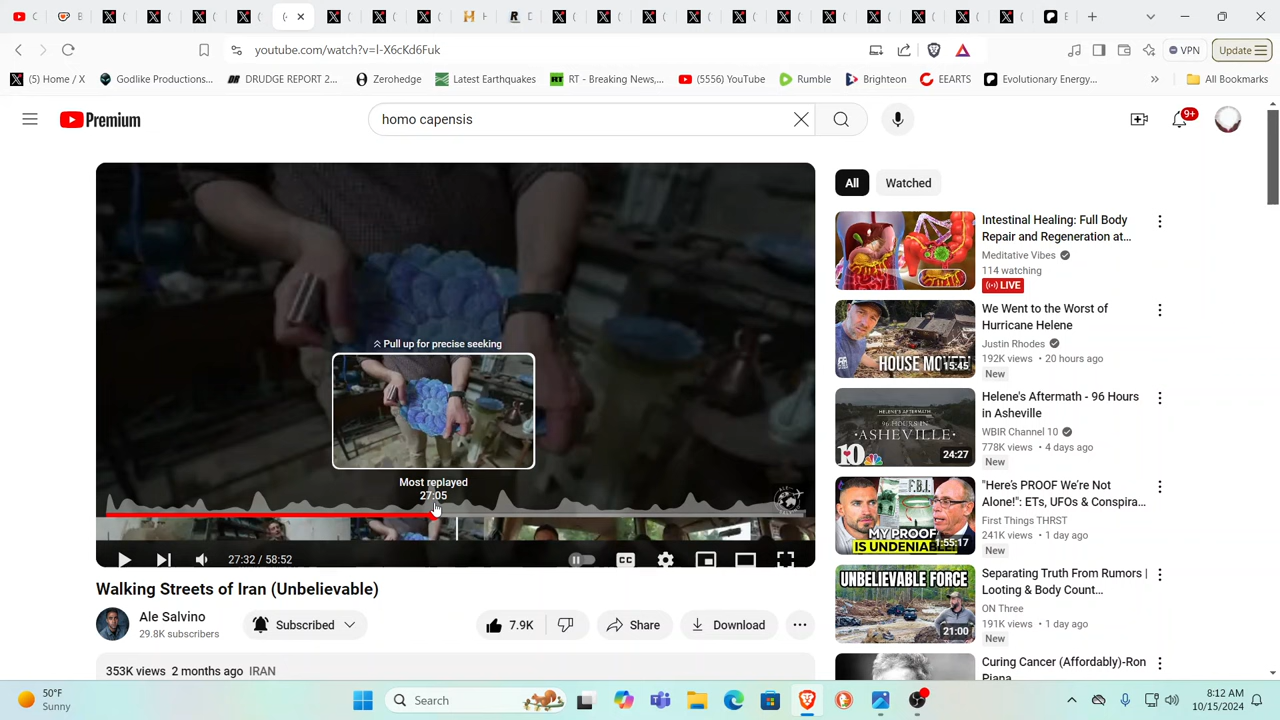 youtube.com/watch?v=l-X6cKd6Fuk
VPN
Update
(5) Home / X
Godlike Productions...
DRUDGE REPORT 2...
Zerohedge
Latest Earthquakes
RT - Breaking News,...
(5556) YouTube
Rumble
Brighteon
EEARTS
Evolutionary Energy...
»
All Bookmarks
Premium
homo capensis
9+
Pull up for precise seeking
Most replayed
27:05
27:32 / 58:52
CC
Walking Streets of Iran (Unbelievable)
Ale Salvino
29.8K subscribers
Subscribed
7.9K
Share
Download
353K views 2 months ago IRAN
All
Watched
Intestinal Healing: Full Body
Repair and Regeneration at...
Meditative Vibes
114 watching
LIVE
HOUSE MOVED!
15:45
We Went to the Worst of
Hurricane Helene
Justin Rhodes
192K views • 20 hours ago
New
HELENE'S AFTERMATH
96 HOURS IN
ASHEVILLE
10
24:27
Helene's Aftermath - 96 Hours
in Asheville
WBIR Channel 10
778K views • 4 days ago
New
F.B.I.
MY PROOF
IS UNDENIABLE
1:55:17
"Here's PROOF We're Not
Alone!": ETs, UFOs & Conspira...
First Things THRST
241K views • 1 day ago
New
UNBELIEVABLE FORCE
21:00
Separating Truth From Rumors |
Looting & Body Count...
ON Three
191K views • 1 day ago
New
Curing Cancer (Affordably)-Ron
Piana
50°F
Sunny
Search
8:12 AM
10/15/2024